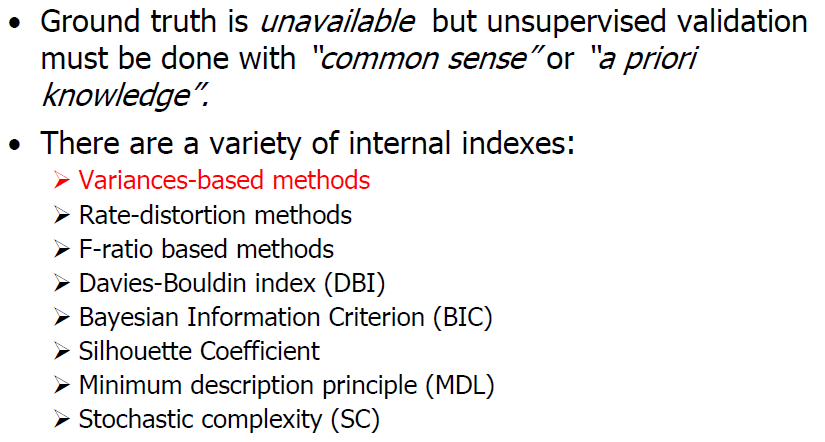 • Ground truth is unavailable but unsupervised validation
must be done with “common sense” or “a priori
knowledge”.
• There are a variety of internal indexes:
➢ Variances-based methods
➢ Rate-distortion methods
➢ F-ratio based methods
➢ Davies-Bouldin index (DBI)
➢ Bayesian Information Criterion (BIC)
➢ Silhouette Coefficient
➢ Minimum description principle (MDL)
➢ Stochastic complexity (SC)